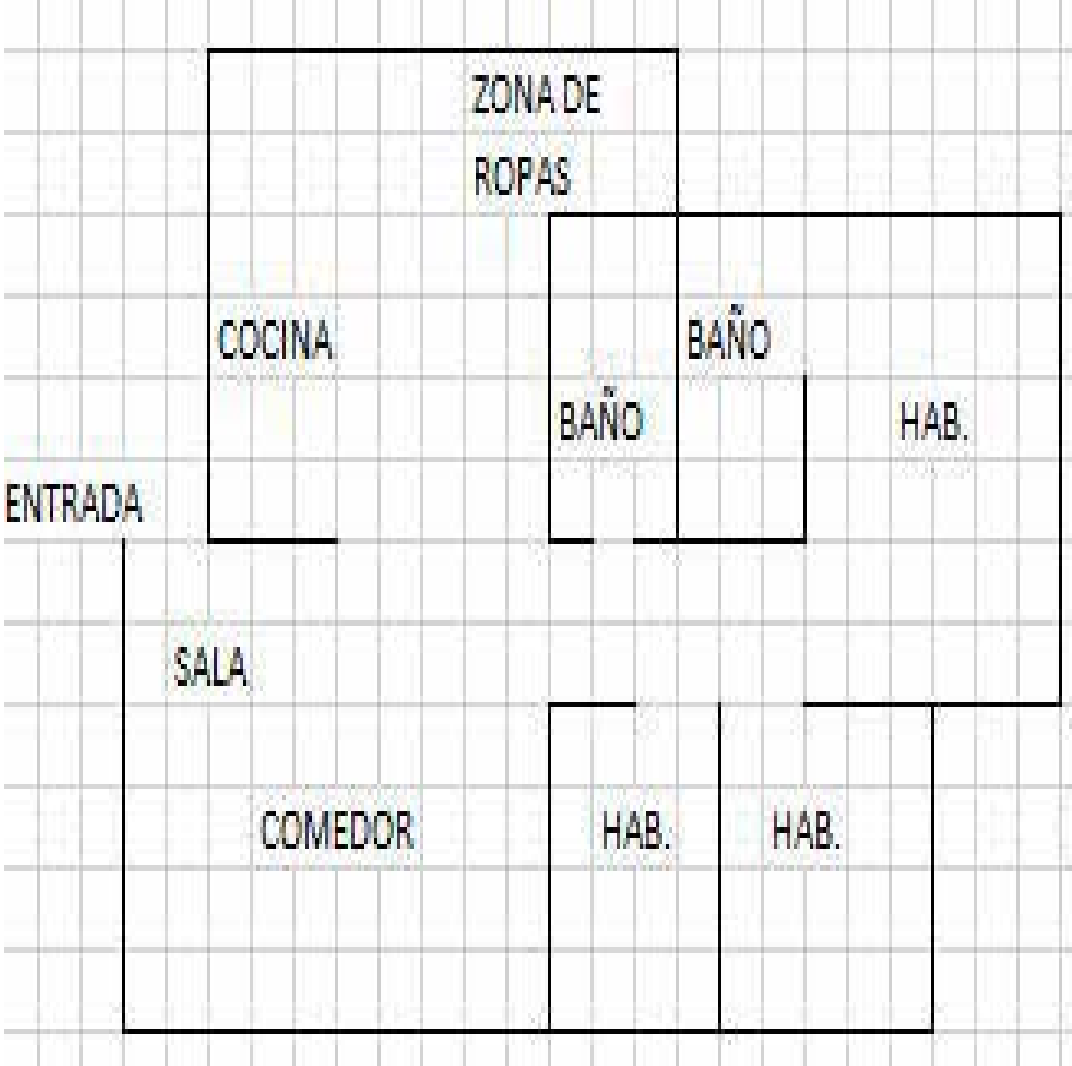 ZONA DE
ROPAS
COCINA
BAÑO
BAÑO
HAB.
ENTRADA
SALA
COMEDOR
HAB.
HAB.